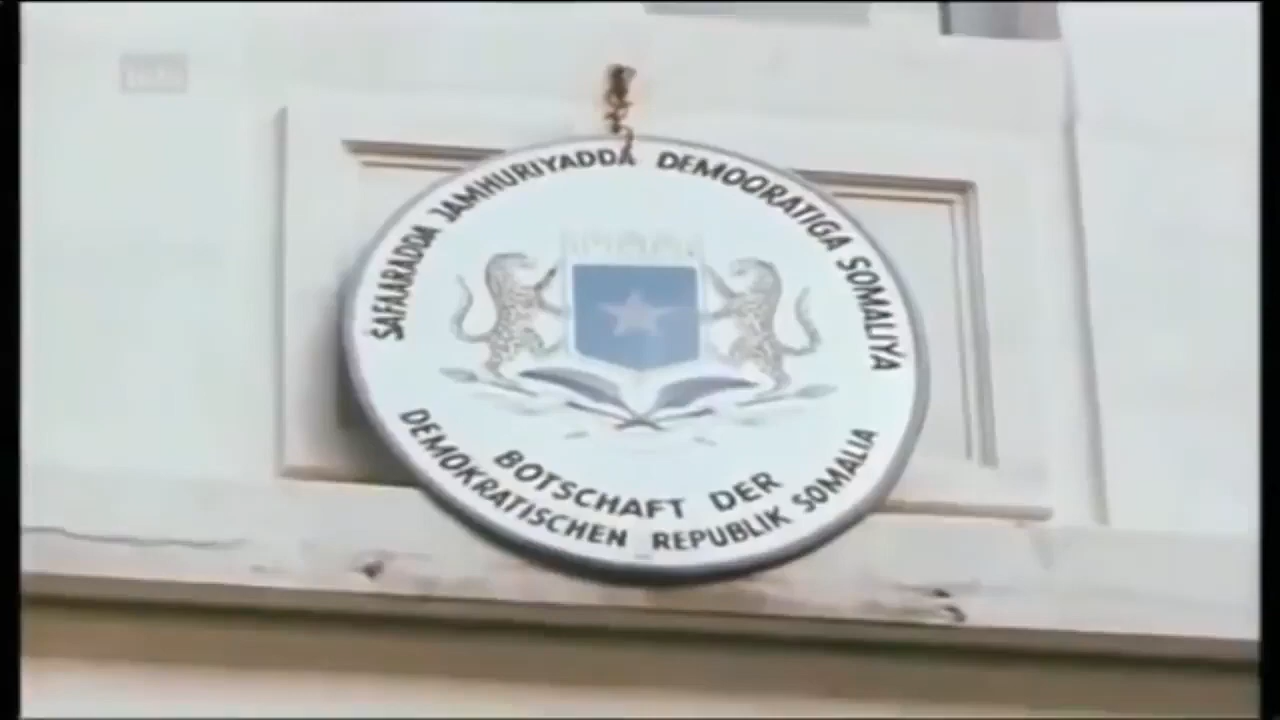 SAFAARADDA JAMHURIYADDA DEMOORATIGA SOMALIYA
BOTSCHAFT DER
DEMOKRATISCHEN REPUBLIK SOMALIA